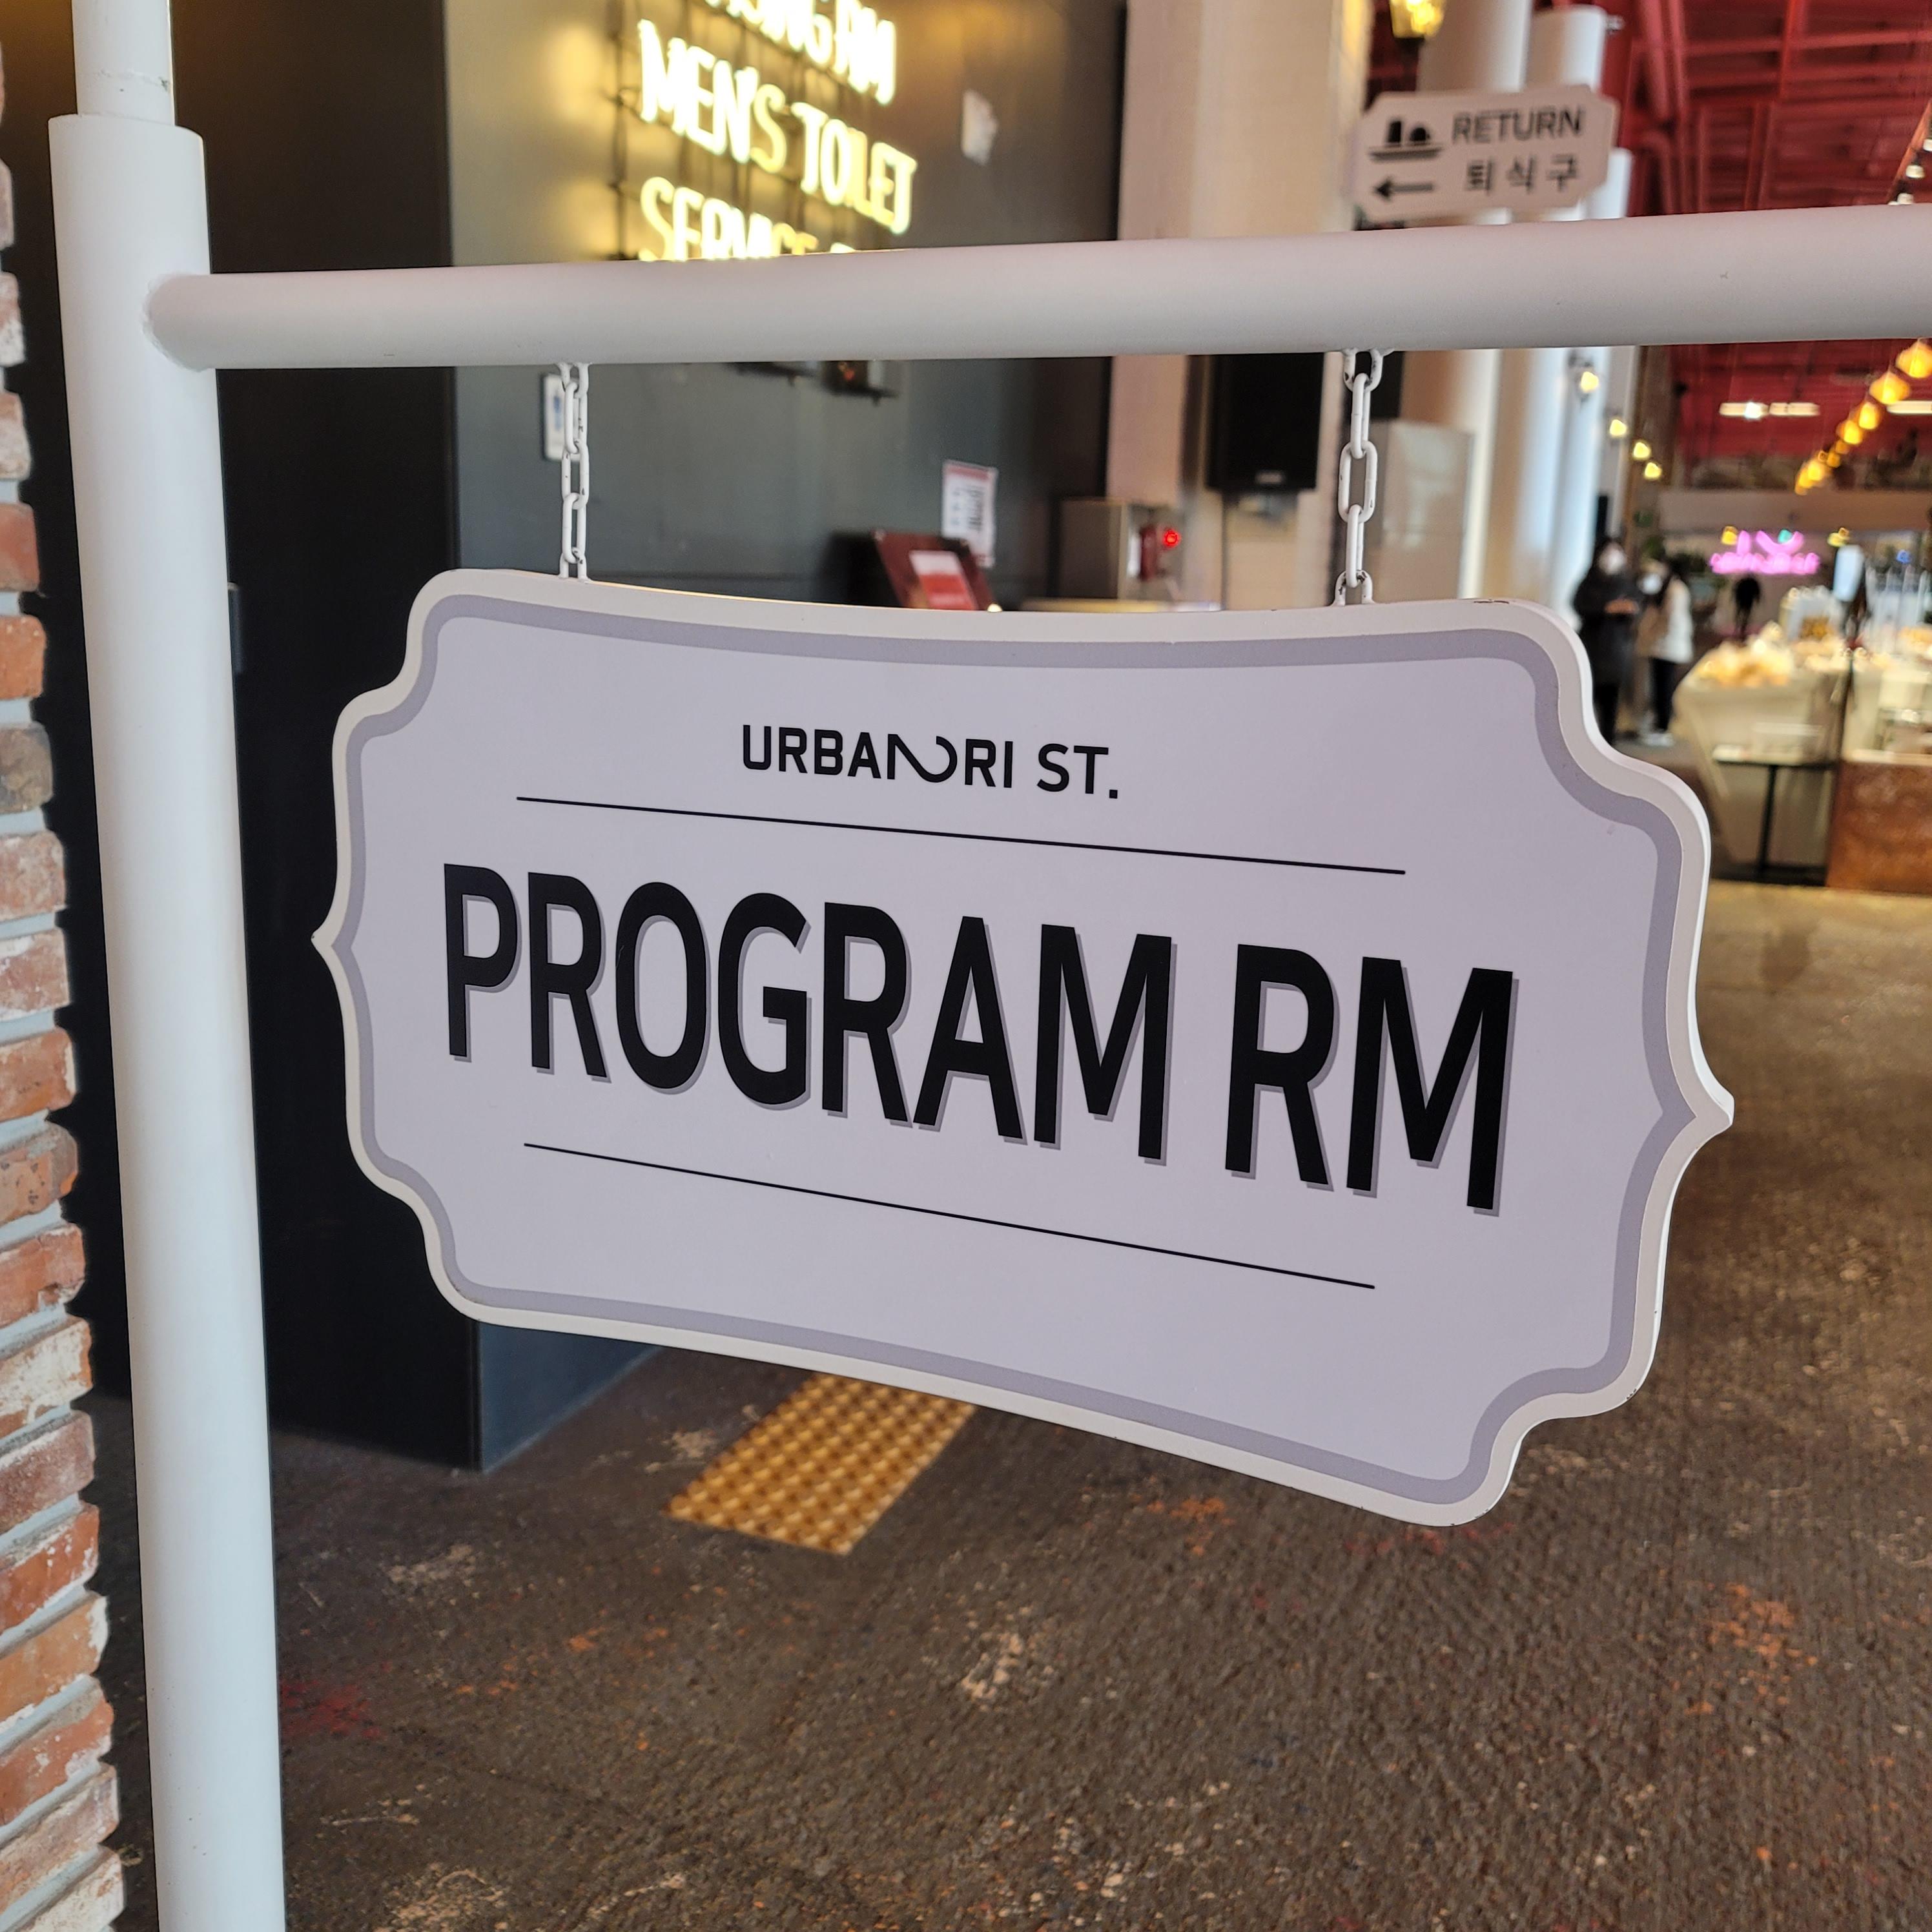 MEN'S TOILET
RETURN
퇴식구
URBANORI ST.
PROGRAM RM